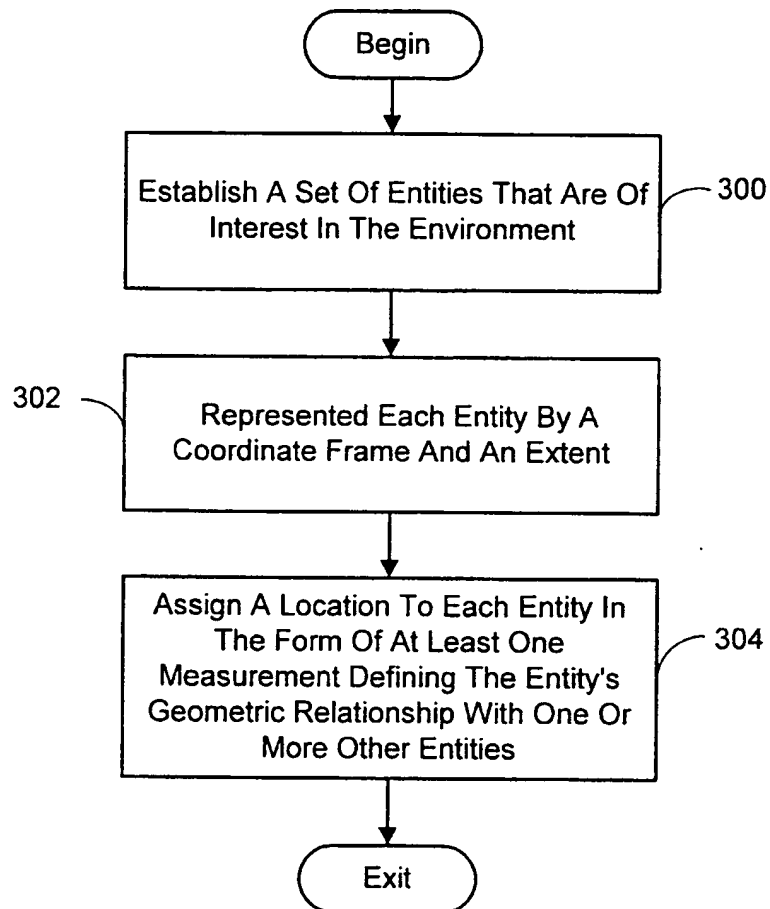 Begin
Establish A Set Of Entities That Are Of
Interest In The Environment
300
302
Represented Each Entity By A
Coordinate Frame And An Extent
Assign A Location To Each Entity In
The Form Of At Least One
Measurement Defining The Entity's
Geometric Relationship With One Or
More Other Entities
304
Exit